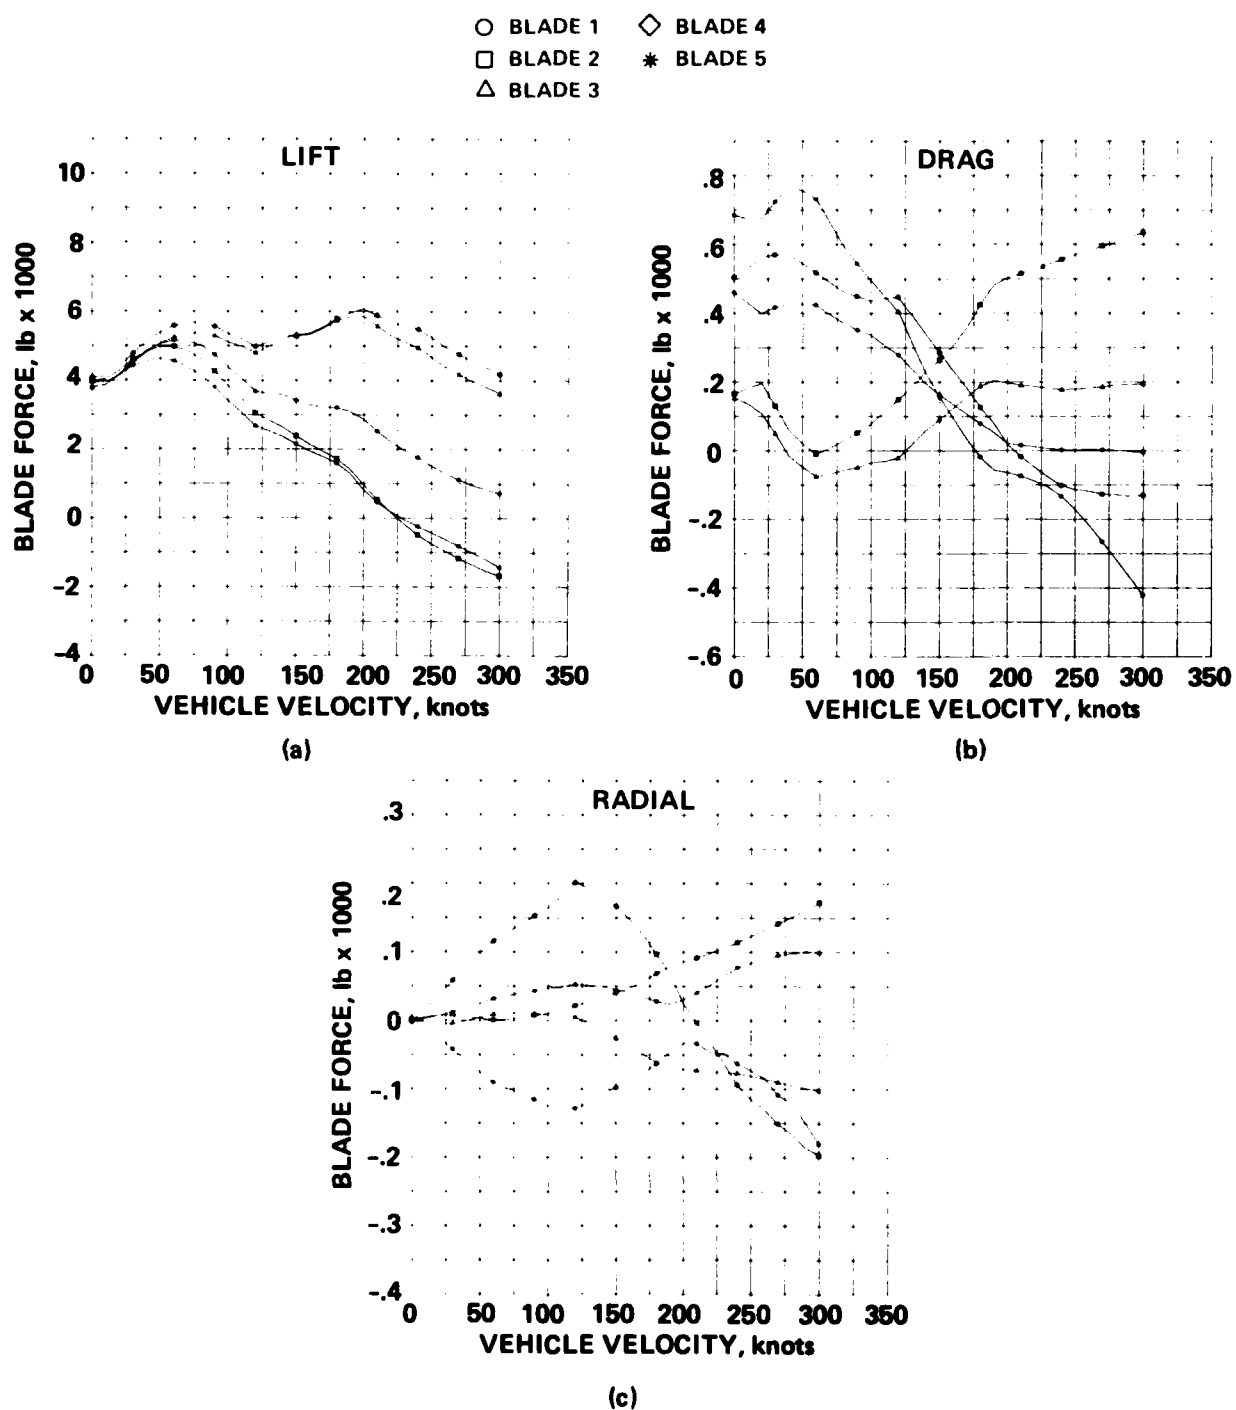 BLADE 1 BLADE 4
BLADE 2 BLADE 5
BLADE 3
LIFT
10
8
6
4
2
0
-2
-4
BLADE FORCE, lb x 1000
0 50 100 150 200 250 300 350
VEHICLE VELOCITY, knots
(a)
DRAG
.8
.6
.4
.2
0
-.2
-.4
-.6
BLADE FORCE, lb x 1000
0 50 100 150 200 250 300 350
VEHICLE VELOCITY, knots
(b)
RADIAL
.3
.2
.1
0
-.1
-.2
-.3
-.4
BLADE FORCE, lb x 1000
0 50 100 150 200 250 300 350
VEHICLE VELOCITY, knots
(c)